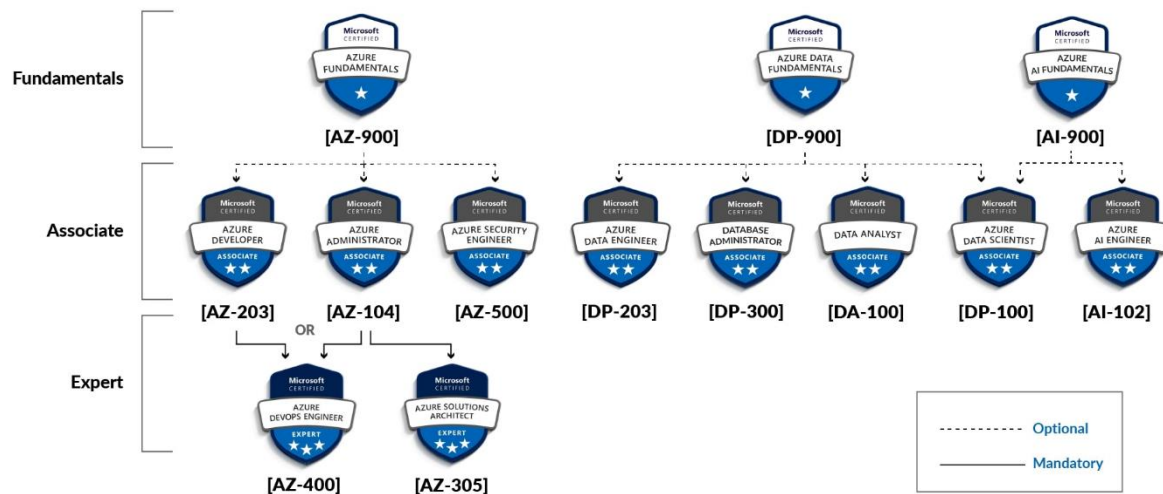 Fundamentals
Microsoft
CERTIFIED
AZURE
FUNDAMENTALS
[AZ-900]
Microsoft
CERTIFIED
AZURE DATA
FUNDAMENTALS
[DP-900]
Microsoft
CERTIFIED
AZURE
AI FUNDAMENTALS
[AI-900]
Associate
Microsoft
CERTIFIED
AZURE
DEVELOPER
ASSOCIATE
[AZ-203]
Microsoft
CERTIFIED
AZURE
ADMINISTRATOR
ASSOCIATE
[AZ-104]
Microsoft
CERTIFIED
AZURE SECURITY
ENGINEER
ASSOCIATE
[AZ-500]
Microsoft
CERTIFIED
AZURE
DATA ENGINEER
ASSOCIATE
[DP-203]
Microsoft
CERTIFIED
DATABASE
ADMINISTRATOR
ASSOCIATE
[DP-300]
Microsoft
CERTIFIED
DATA ANALYST
ASSOCIATE
[DA-100]
Microsoft
CERTIFIED
AZURE
DATA SCIENTIST
ASSOCIATE
[DP-100]
Microsoft
CERTIFIED
AZURE
AI ENGINEER
ASSOCIATE
[AI-102]
OR
Expert
Microsoft
CERTIFIED
AZURE
DEVOPS ENGINEER
EXPERT
[AZ-400]
Microsoft
CERTIFIED
AZURE SOLUTIONS
ARCHITECT
EXPERT
[AZ-305]
Optional
Mandatory